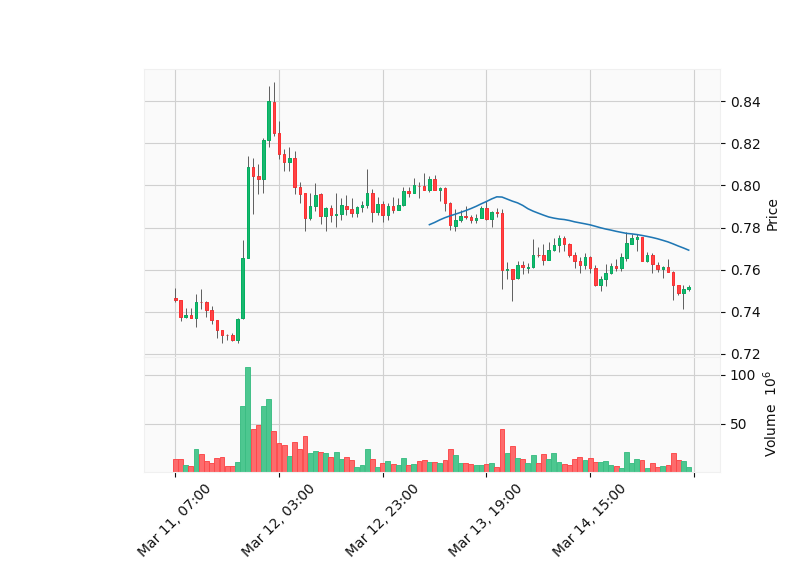 0.84
0.82
0.80
0.78
0.76
0.74
0.72
Price
100
50
Volume 10^6
Mar 11, 07:00
Mar 12, 03:00
Mar 12, 23:00
Mar 13, 19:00
Mar 14, 15:00